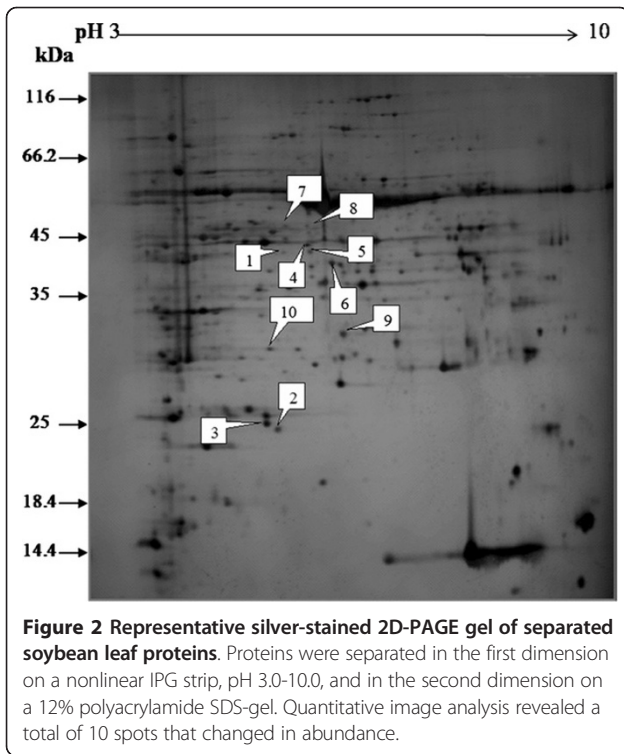 pH 3 10
kDa
116
66.2
7
8
45
1
4
5
6
35
10
9
2
25
3
18.4
14.4
Figure 2 Representative silver-stained 2D-PAGE gel of separated
soybean leaf proteins. Proteins were separated in the first dimension
on a nonlinear IPG strip, pH 3.0-10.0, and in the second dimension on
a 12% polyacrylamide SDS-gel. Quantitative image analysis revealed a
total of 10 spots that changed in abundance.